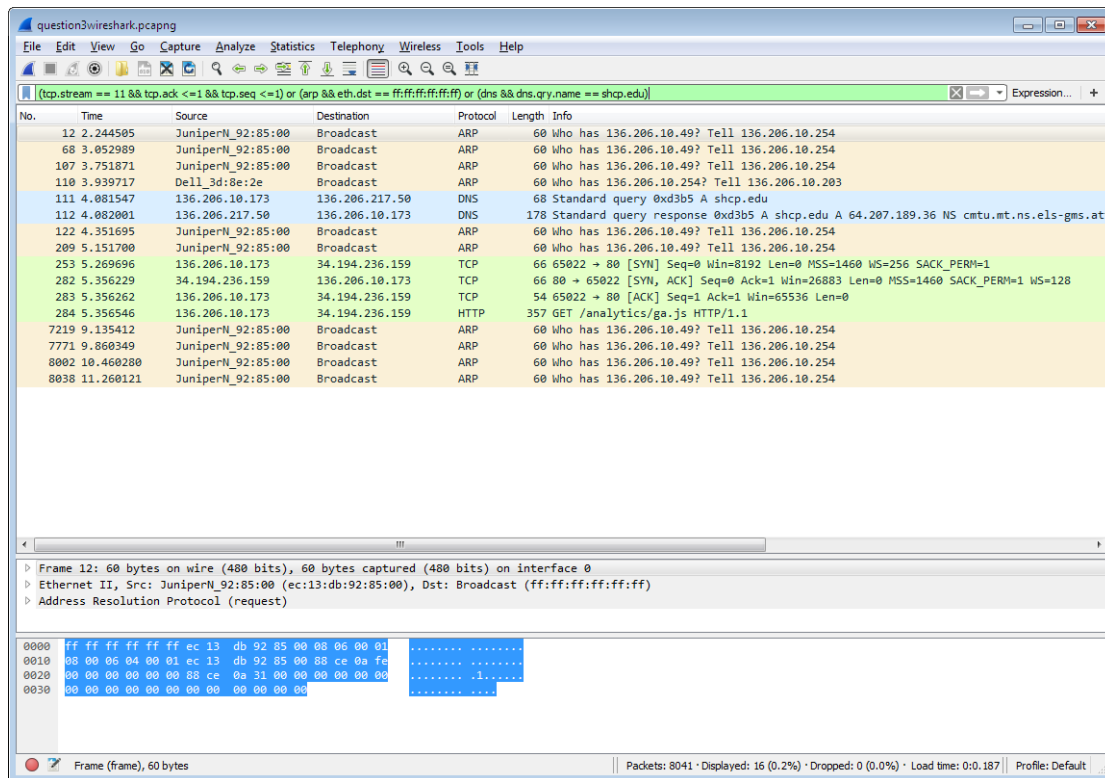 question3wireshark.pcapng
File Edit View Go Capture Analyze Statistics Telephony Wireless Tools Help
(tcp.stream == 11 && tcp.ack <=1 && tcp.seq <=1) or (arp && eth.dst == ff:ff:ff:ff:ff:ff) or (dns && dns.qry.name == shcp.edu) Expression... +
No. Time Source Destination Protocol Length Info
12 2.244505 JuniperN_92:85:00 Broadcast ARP 60 Who has 136.206.10.49? Tell 136.206.10.254
68 3.052989 JuniperN_92:85:00 Broadcast ARP 60 Who has 136.206.10.49? Tell 136.206.10.254
107 3.751871 JuniperN_92:85:00 Broadcast ARP 60 Who has 136.206.10.49? Tell 136.206.10.254
110 3.939717 Dell_3d:8e:2e Broadcast ARP 60 Who has 136.206.10.254? Tell 136.206.10.203
111 4.081547 136.206.10.173 136.206.217.50 DNS 68 Standard query 0xd3b5 A shcp.edu
112 4.082001 136.206.217.50 136.206.10.173 DNS 178 Standard query response 0xd3b5 A shcp.edu A 64.207.189.36 NS cmtu.mt.ns.els-gms.at
122 4.351695 JuniperN_92:85:00 Broadcast ARP 60 Who has 136.206.10.49? Tell 136.206.10.254
209 5.151700 JuniperN_92:85:00 Broadcast ARP 60 Who has 136.206.10.49? Tell 136.206.10.254
253 5.269696 136.206.10.173 34.194.236.159 TCP 66 65022 → 80 [SYN] Seq=0 Win=8192 Len=0 MSS=1460 WS=256 SACK_PERM=1
282 5.356229 34.194.236.159 136.206.10.173 TCP 66 80 → 65022 [SYN, ACK] Seq=0 Ack=1 Win=26883 Len=0 MSS=1460 SACK_PERM=1 WS=128
283 5.356262 136.206.10.173 34.194.236.159 TCP 54 65022 → 80 [ACK] Seq=1 Ack=1 Win=65536 Len=0
284 5.356546 136.206.10.173 34.194.236.159 HTTP 357 GET /analytics/ga.js HTTP/1.1
7219 9.135412 JuniperN_92:85:00 Broadcast ARP 60 Who has 136.206.10.49? Tell 136.206.10.254
7771 9.860349 JuniperN_92:85:00 Broadcast ARP 60 Who has 136.206.10.49? Tell 136.206.10.254
8002 10.460280 JuniperN_92:85:00 Broadcast ARP 60 Who has 136.206.10.49? Tell 136.206.10.254
8038 11.260121 JuniperN_92:85:00 Broadcast ARP 60 Who has 136.206.10.49? Tell 136.206.10.254
Frame 12: 60 bytes on wire (480 bits), 60 bytes captured (480 bits) on interface 0
Ethernet II, Src: JuniperN_92:85:00 (ec:13:db:92:85:00), Dst: Broadcast (ff:ff:ff:ff:ff:ff)
Address Resolution Protocol (request)
0000 ff ff ff ff ff ff ec 13 db 92 85 00 08 06 00 01 ........ ........
0010 08 00 06 04 00 01 ec 13 db 92 85 00 88 ce 0a fe ........ ........
0020 00 00 00 00 00 00 88 ce 0a 31 00 00 00 00 00 00 ........ .1......
0030 00 00 00 00 00 00 00 00 00 00 00 00 ........ ....
Frame (frame), 60 bytes Packets: 8041 · Displayed: 16 (0.2%) · Dropped: 0 (0.0%) · Load time: 0:0.187 Profile: Default